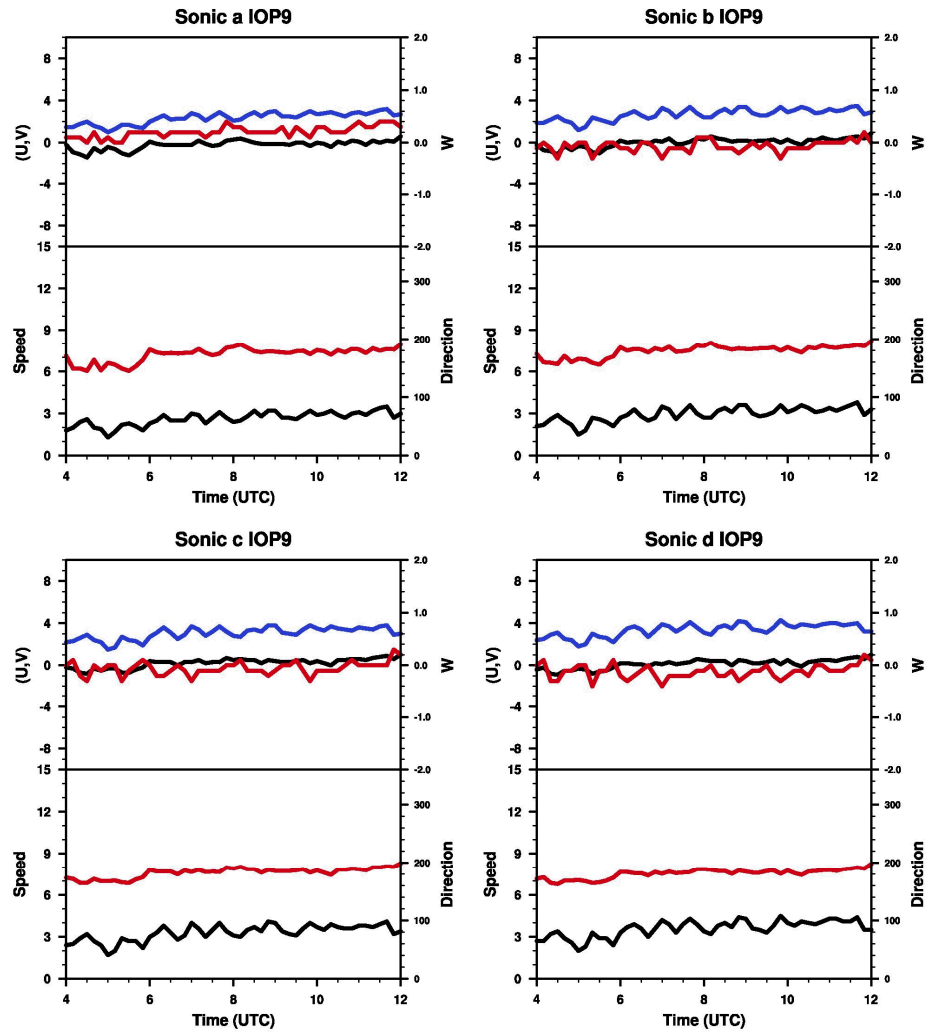 Sonic a IOP9
8
4
0
-4
-8
(U,V)
2.0
1.0
0.0
-1.0
-2.0
W
15
12
9
6
3
0
Speed
300
200
100
0
Direction
4 6 8 10 12
Time (UTC)
Sonic b IOP9
8
4
0
-4
-8
(U,V)
2.0
1.0
0.0
-1.0
-2.0
W
15
12
9
6
3
0
Speed
300
200
100
0
Direction
4 6 8 10 12
Time (UTC)
Sonic c IOP9
8
4
0
-4
-8
(U,V)
2.0
1.0
0.0
-1.0
-2.0
W
15
12
9
6
3
0
Speed
300
200
100
0
Direction
4 6 8 10 12
Time (UTC)
Sonic d IOP9
8
4
0
-4
-8
(U,V)
2.0
1.0
0.0
-1.0
-2.0
W
15
12
9
6
3
0
Speed
300
200
100
0
Direction
4 6 8 10 12
Time (UTC)